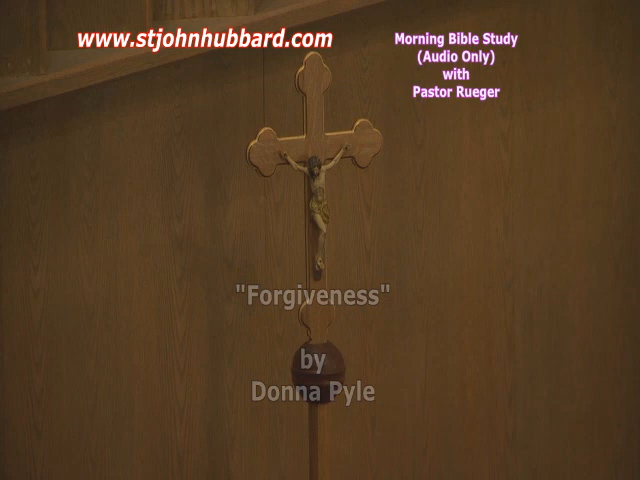 www.stjohnhubbard.com
Morning Bible Study
(Audio Only)
with
Pastor Rueger
"Forgiveness"
by
Donna Pyle